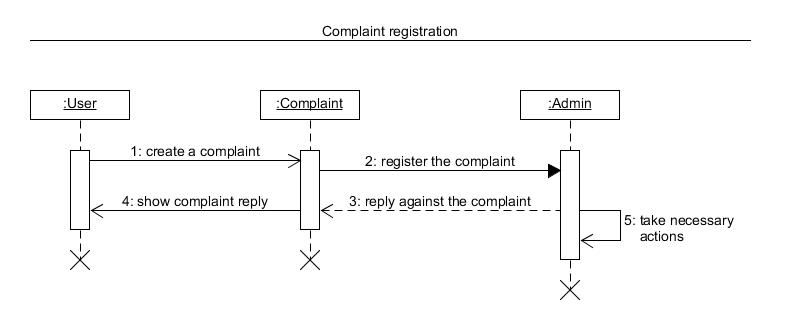 Complaint registration
:User
:Complaint
:Admin
1: create a complaint
2: register the complaint
4: show complaint reply
3: reply against the complaint
5: take necessary
actions